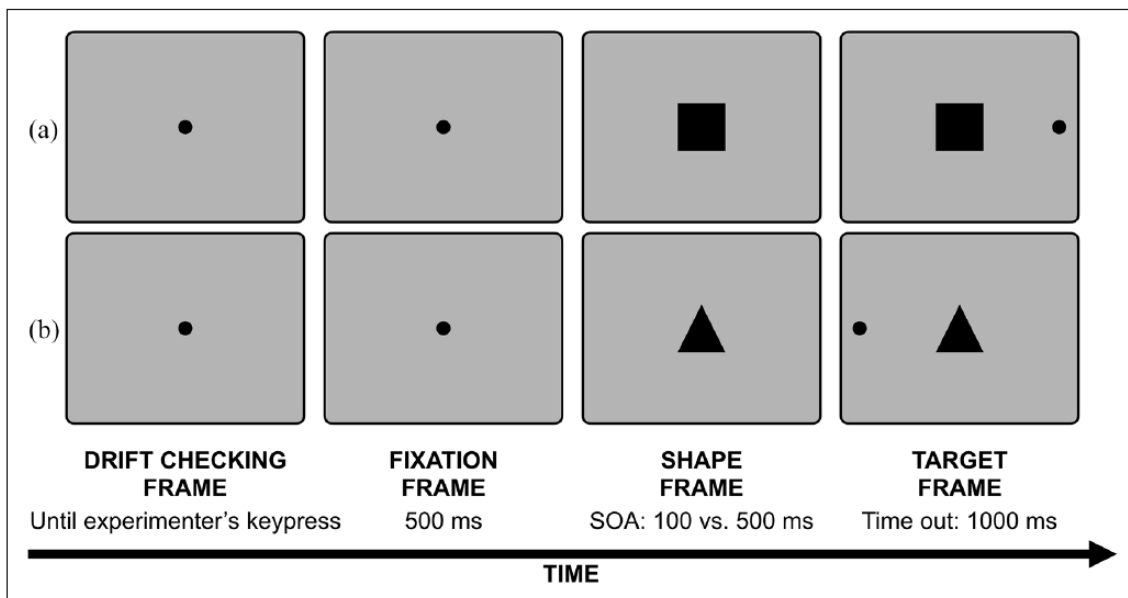 (a)
(b)
DRIFT CHECKING FRAME
Until experimenter's keypress
FIXATION FRAME
500 ms
SHAPE FRAME
SOA: 100 vs. 500 ms
TARGET FRAME
Time out: 1000 ms
TIME